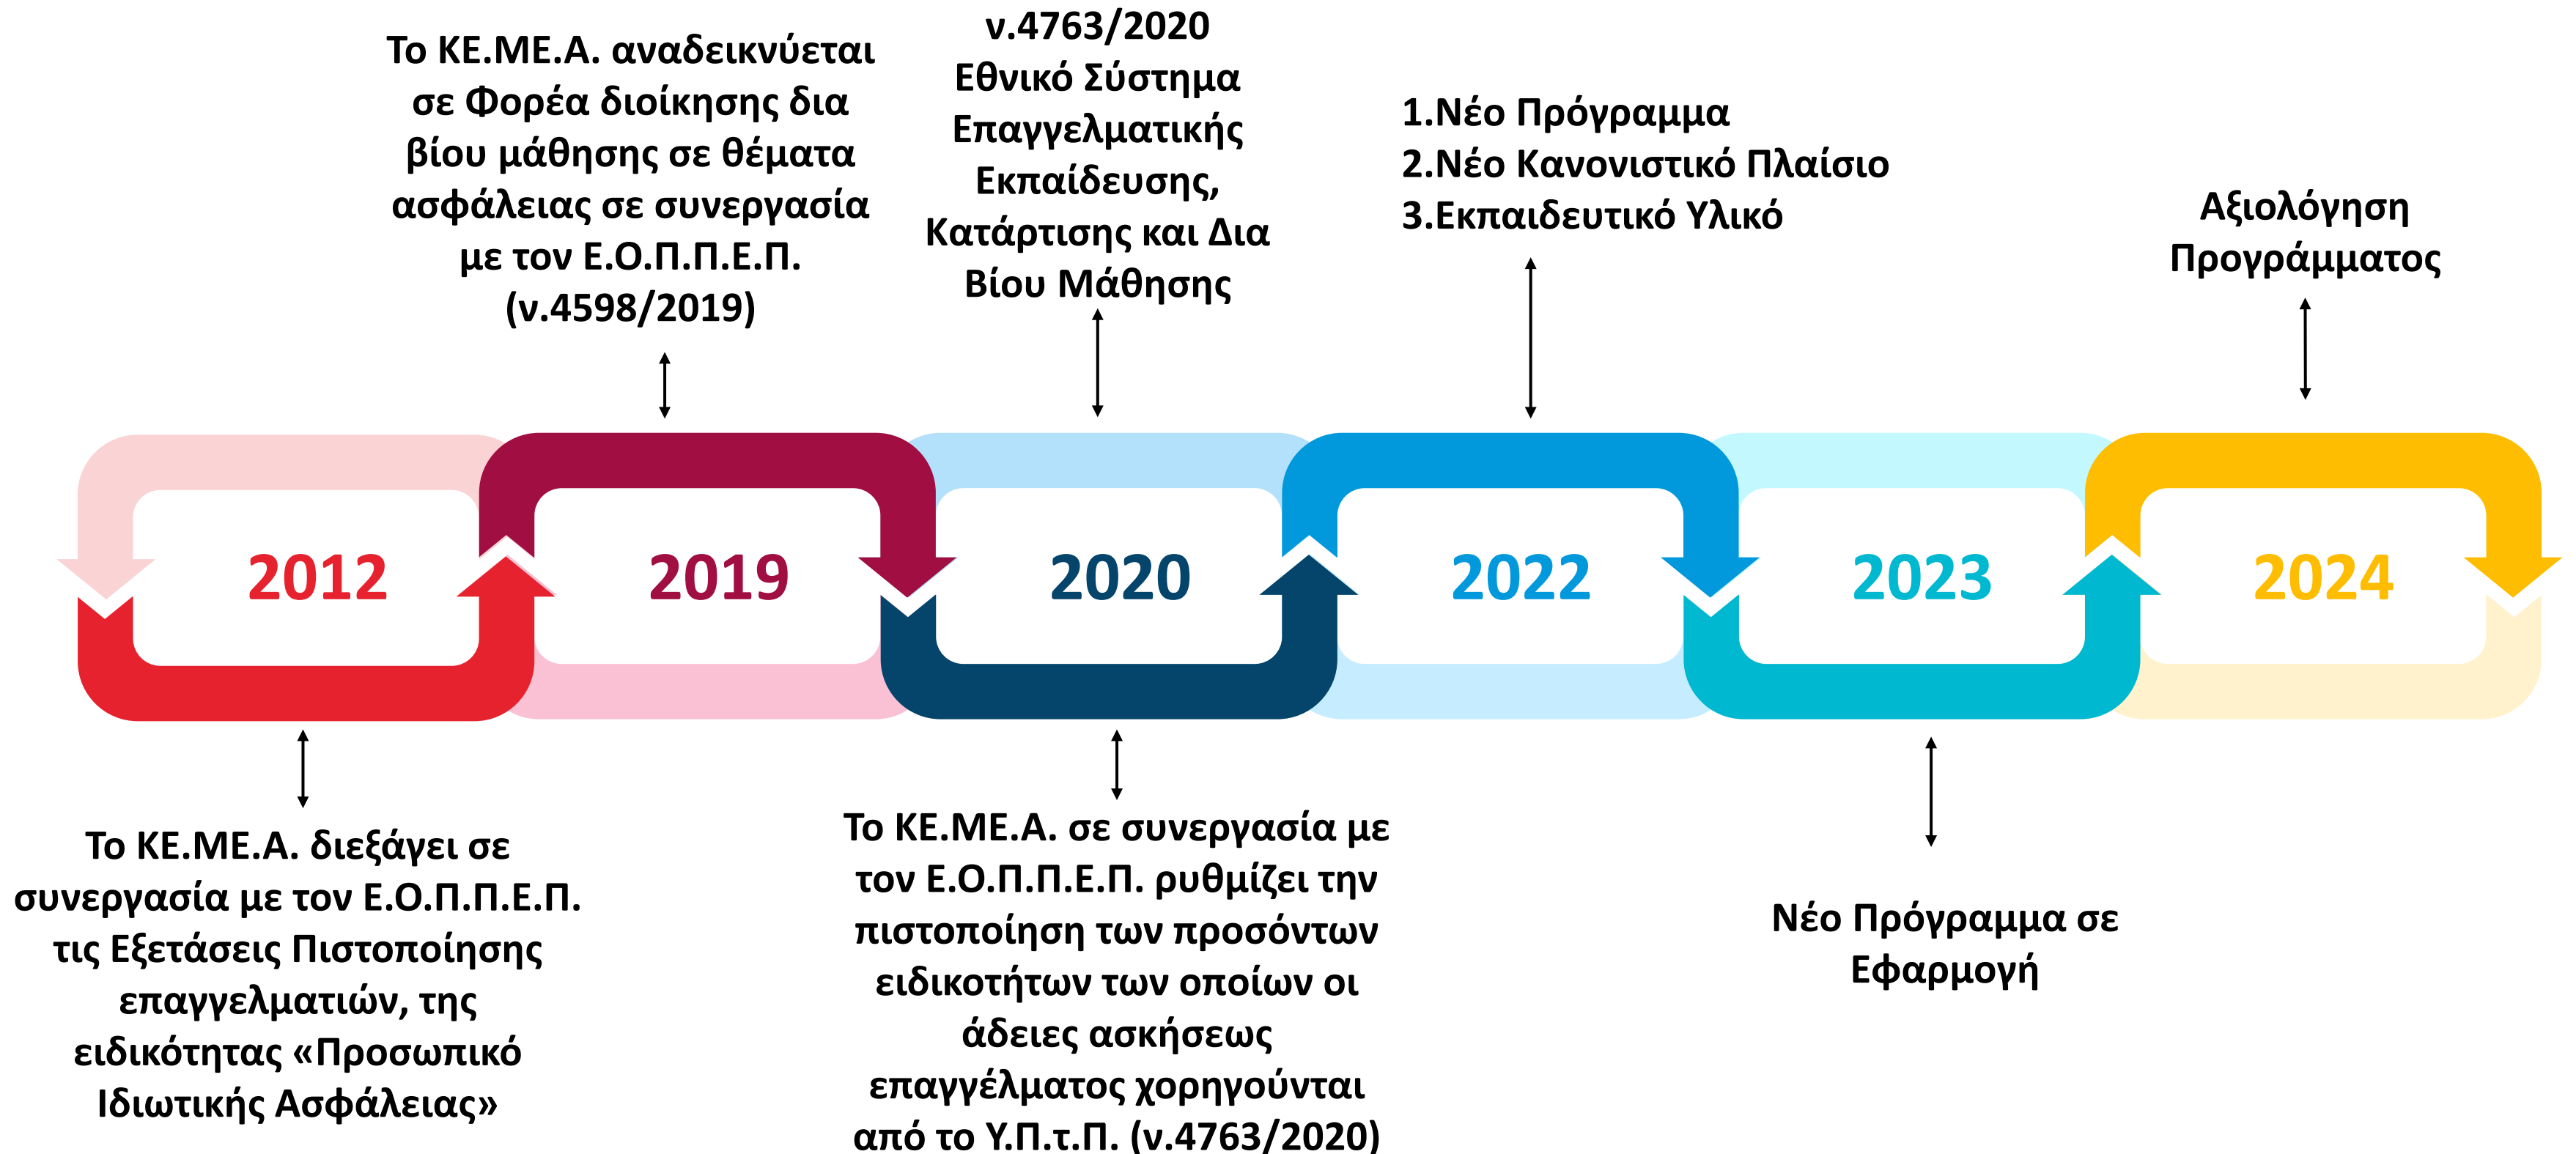 Το ΚΕ.ΜΕ.Α. αναδεικνύεται
σε Φορέα διοίκησης δια
βίου μάθησης σε θέματα
ασφάλειας σε συνεργασία
με τον Ε.Ο.Π.Π.Ε.Π.
(ν.4598/2019)
ν.4763/2020
Εθνικό Σύστημα
Επαγγελματικής
Εκπαίδευσης,
Κατάρτισης και Δια
Βίου Μάθησης
1.Νέο Πρόγραμμα
2.Νέο Κανονιστικό Πλαίσιο
3.Εκπαιδευτικό Υλικό
Αξιολόγηση
Προγράμματος
2012
2019
2020
2022
2023
2024
Το ΚΕ.ΜΕ.Α. διεξάγει σε
συνεργασία με τον Ε.Ο.Π.Π.Ε.Π.
τις Εξετάσεις Πιστοποίησης
επαγγελματιών, της
ειδικότητας «Προσωπικό
Ιδιωτικής Ασφάλειας»
Το ΚΕ.ΜΕ.Α. σε συνεργασία με
τον Ε.Ο.Π.Π.Ε.Π. ρυθμίζει την
πιστοποίηση των προσόντων
ειδικοτήτων των οποίων οι
άδειες ασκήσεως
επαγγέλματος χορηγούνται
από το Υ.Π.τ.Π. (ν.4763/2020)
Νέο Πρόγραμμα σε
Εφαρμογή